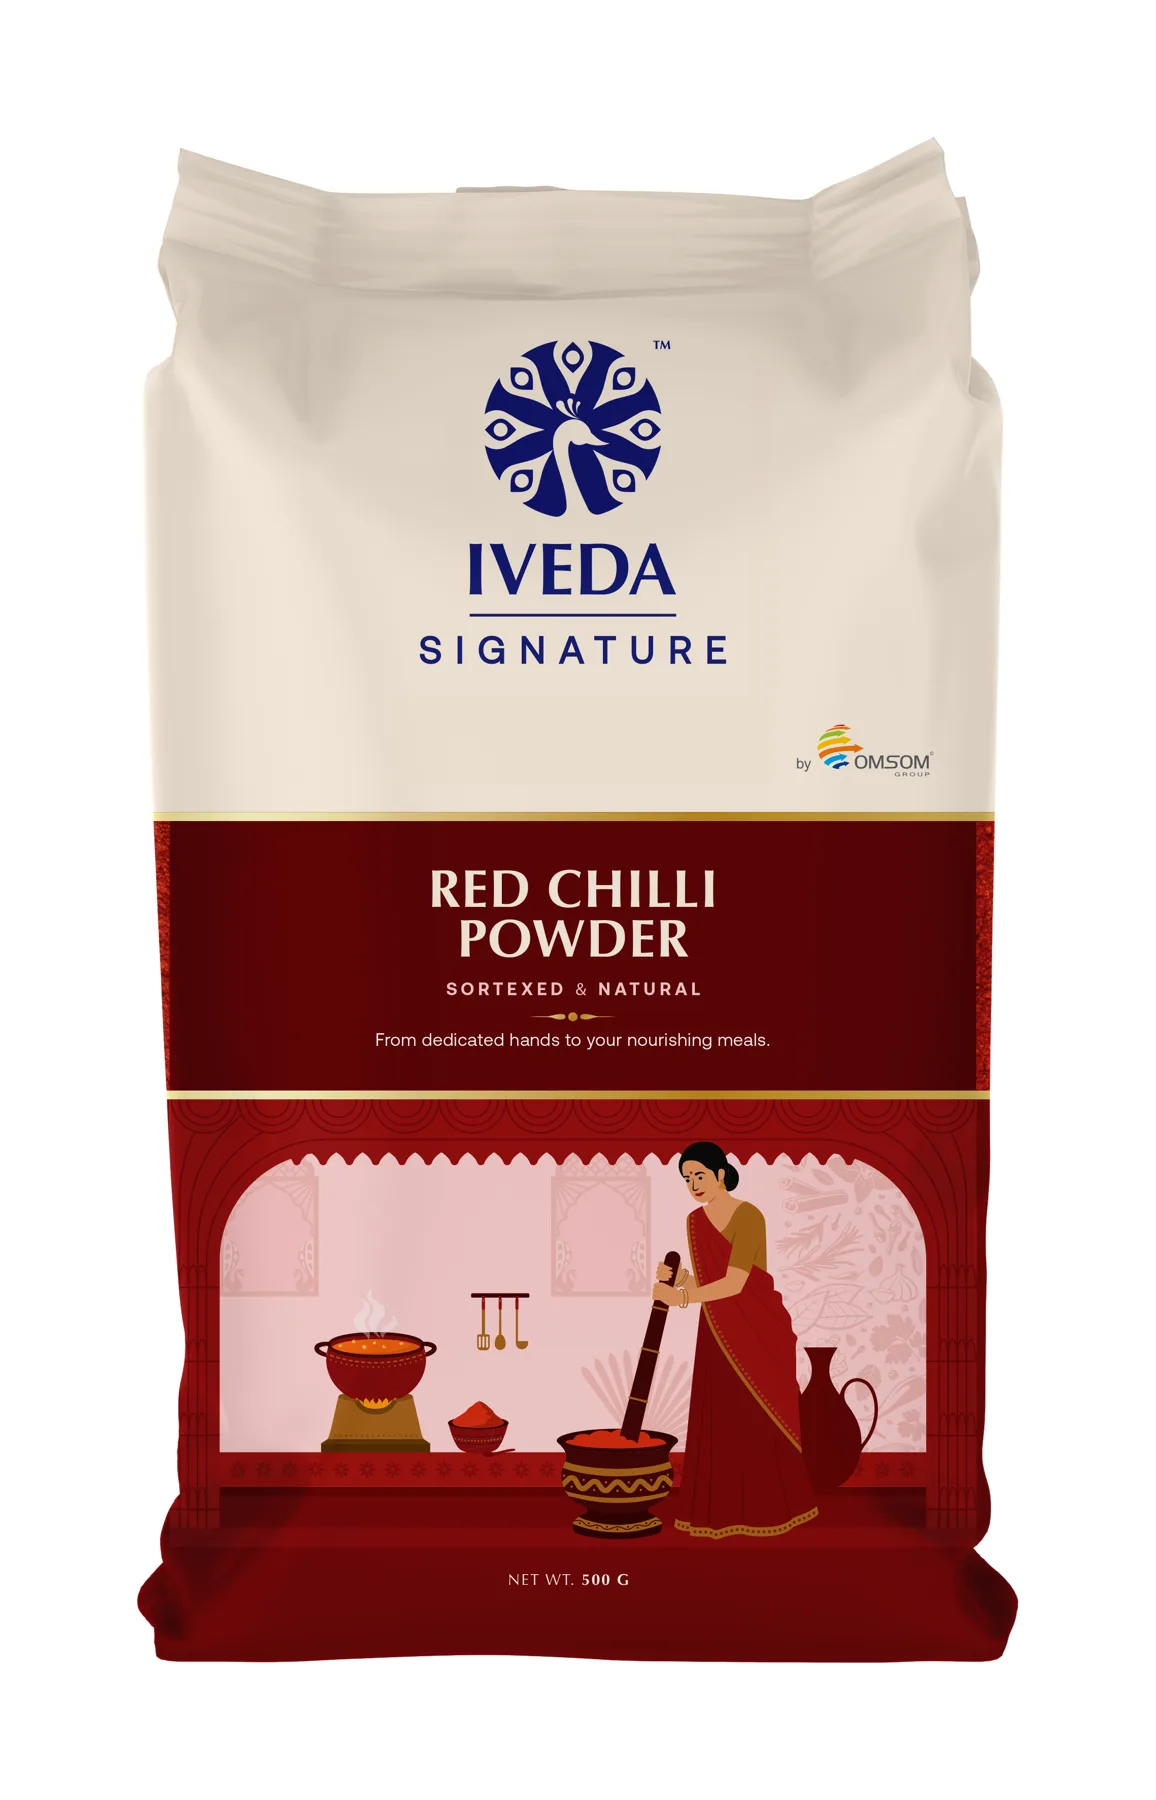 TM
IVEDA
SIGNATURE
by OMSOM
GROUP
RED CHILLI
POWDER
SORTEXED & NATURAL
From dedicated hands to your nourishing meals.
NET WT. 500 G